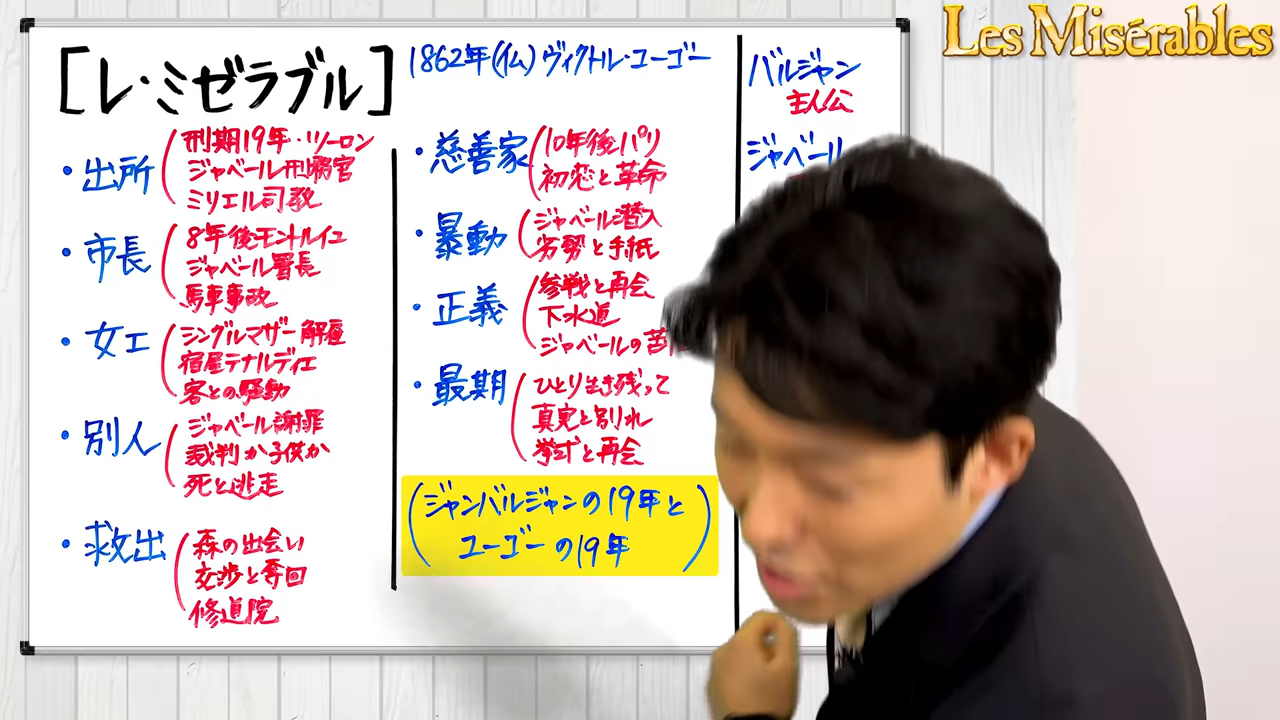 Les Misérables
[レ・ミゼラブル]
1862年(仏)ヴィクトル・ユーゴー
・出所
刑期19年・ツーロン
ジャベール刑務官
ミリエル司教
・市長
8年後モントルイユ
ジャベール署長
馬車事故
・女工
シングルマザー解雇
宿屋テナルディエ
客との騒動
・別人
ジャベール謝罪
裁判か子供か
死と逃走
・救出
森の出会い
交渉と奪回
修道院
・慈善家
10年後パリ
初恋と革命
・暴動
ジャベール潜入
劣勢と手紙
・正義
参戦と再会
下水道
ジャベールの苦
・最期
ひとり生き残って
真実と別れ
挙式と再会
(ジャンバルジャンの19年と
ユーゴーの19年)
バルジャン
主人公
ジャベール